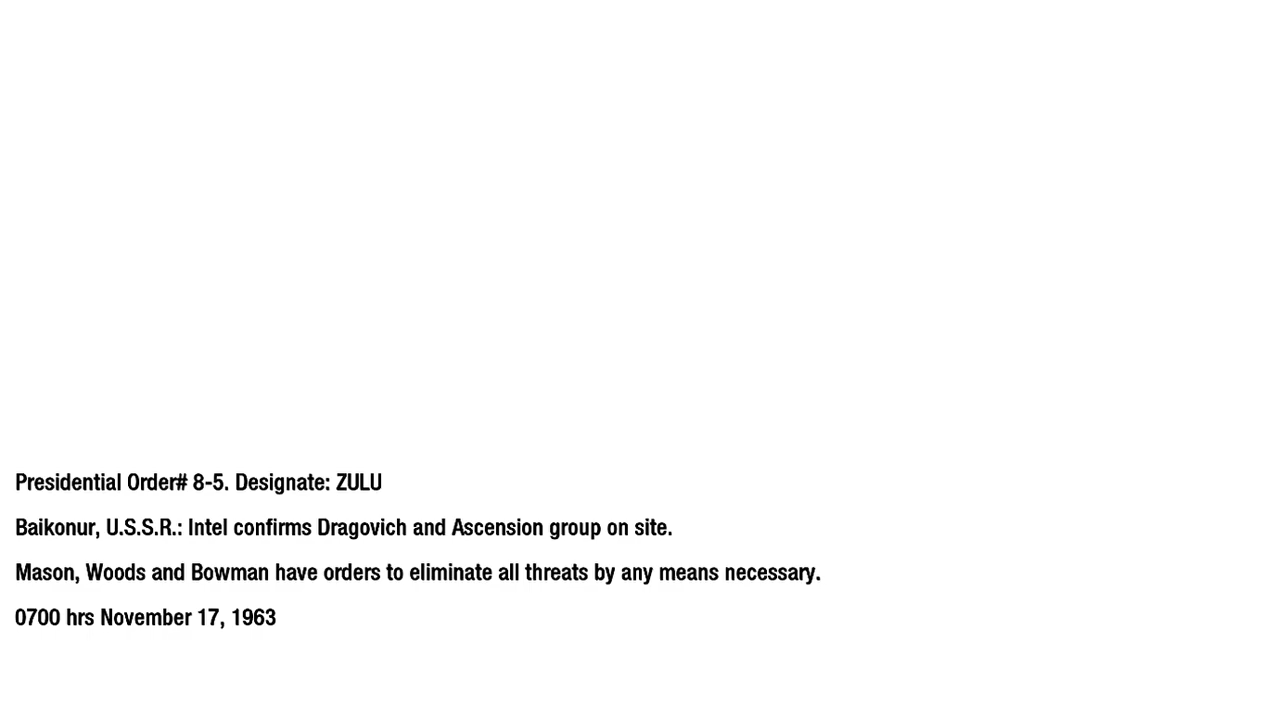 Presidential Order# 8-5. Designate: ZULU
Baikonur, U.S.S.R.: Intel confirms Dragovich and Ascension group on site.
Mason, Woods and Bowman have orders to eliminate all threats by any means necessary.
0700 hrs November 17, 1963